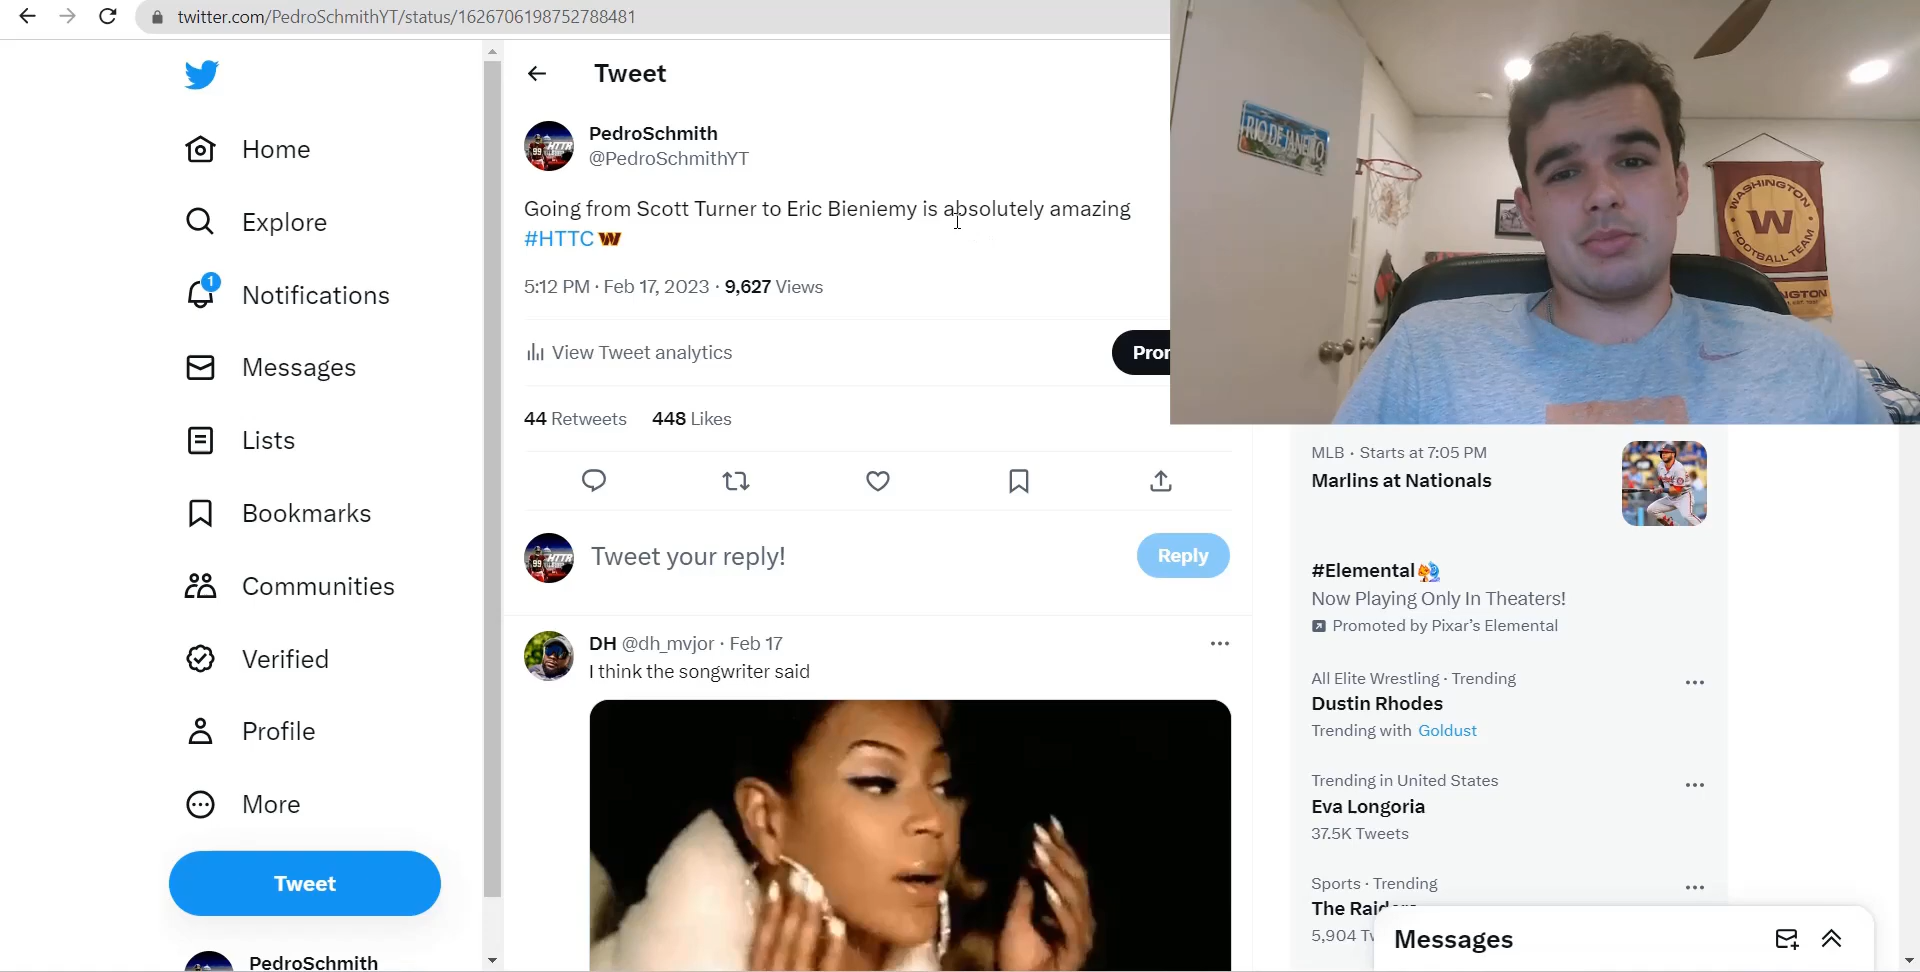 twitter.com/PedroSchmithYT/status/1626706198752788481
Home
Explore
1
Notifications
Messages
Lists
Bookmarks
Communities
Verified
Profile
More
Tweet
PedroSchmith
Tweet
PedroSchmith
@PedroSchmithYT
Going from Scott Turner to Eric Bieniemy is absolutely amazing
#HTTC
5:12 PM · Feb 17, 2023 · 9,627 Views
View Tweet analytics
44 Retweets 448 Likes
Tweet your reply!
Reply
DH @dh_mvjor · Feb 17
I think the songwriter said
RIO DE JANEIRO
WASHINGTON
W
FOOTBALL TEAM
MLB · Starts at 7:05 PM
Marlins at Nationals
#Elemental
Now Playing Only In Theaters!
Promoted by Pixar's Elemental
All Elite Wrestling · Trending
Dustin Rhodes
Trending with Goldust
Trending in United States
Eva Longoria
37.5K Tweets
Sports · Trending
The
5,904
Messages